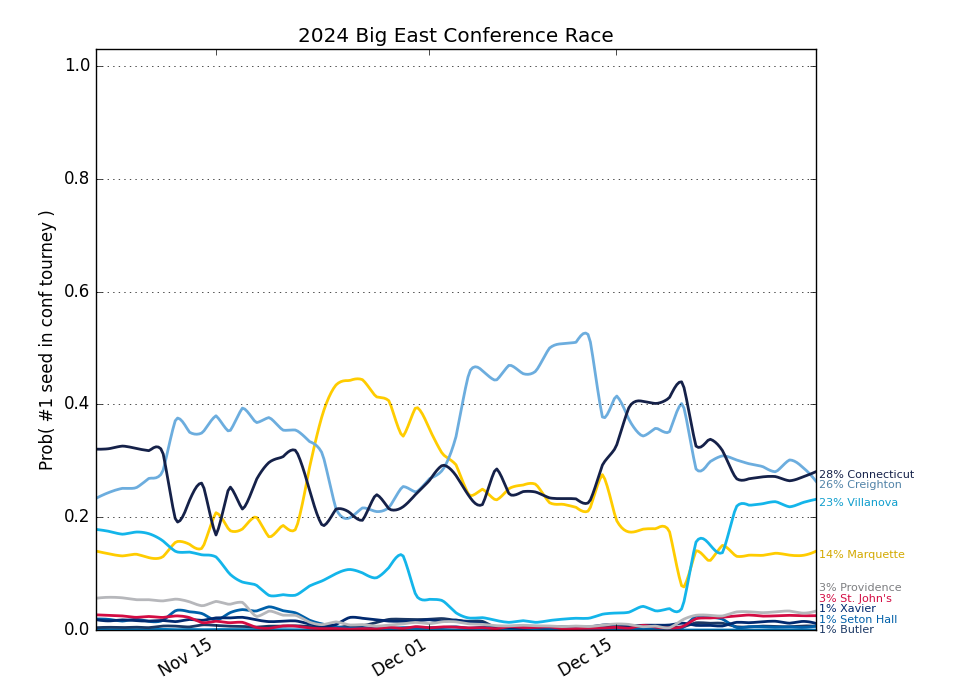 2024 Big East Conference Race
Prob( #1 seed in conf tourney )
1.0
0.8
0.6
0.4
0.2
0.0
Nov 15
Dec 01
Dec 15
28% Connecticut
26% Creighton
23% Villanova
14% Marquette
3% Providence
3% St. John's
1% Xavier
1% Seton Hall
1% Butler